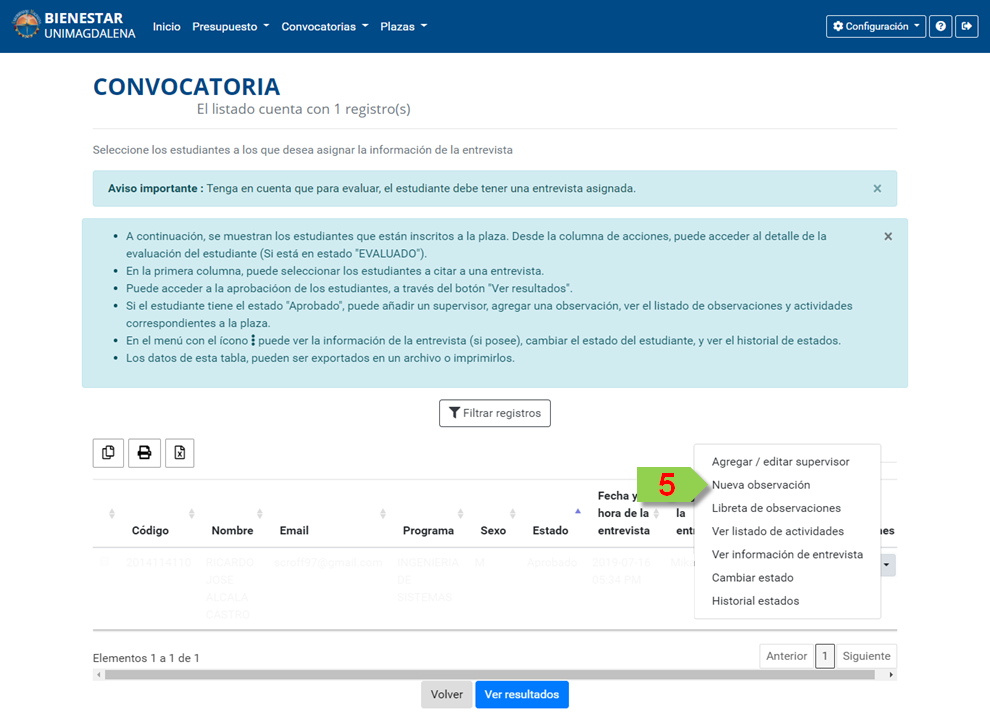 BIENESTAR
UNIMAGDALENA
Inicio Presupuesto Convocatorias Plazas Configuración
CONVOCATORIA
El listado cuenta con 1 registro(s)
Seleccione los estudiantes a los que desea asignar la información de la entrevista
Aviso importante : Tenga en cuenta que para evaluar, el estudiante debe tener una entrevista asignada. ×
A continuación, se muestran los estudiantes que están inscritos a la plaza. Desde la columna de acciones, puede acceder al detalle de la ×
evaluación del estudiante (Si está en estado "EVALUADO").
En la primera columna, puede seleccionar los estudiantes a citar a una entrevista.
Puede acceder a la aprobacióon de los estudiantes, a través del botón "Ver resultados".
Si el estudiante tiene el estado "Aprobado", puede añadir un supervisor, agregar una observación, ver el listado de observaciones y actividades
correspondientes a la plaza.
En el menú con el ícono puede ver la información de la entrevista (si posee), cambiar el estado del estudiante, y ver el historial de estados.
Los datos de esta tabla, pueden ser exportados en un archivo o imprimirlos.
Filtrar registros
Agregar / editar supervisor
5 Nueva observación
Libreta de observaciones
Ver listado de actividades
Ver información de entrevista
Cambiar estado
Historial estados
Código Nombre Email Programa Sexo Estado
Fecha y
hora de la
entrevista
la
2014114110 RICARDO
JOSE
ALCALA
CASTRO
INGENIERIA
DE
SISTEMAS
M Aprobado 2019-07-16
05:34 PM
Elementos 1 a 1 de 1
Anterior 1 Siguiente
Volver Ver resultados